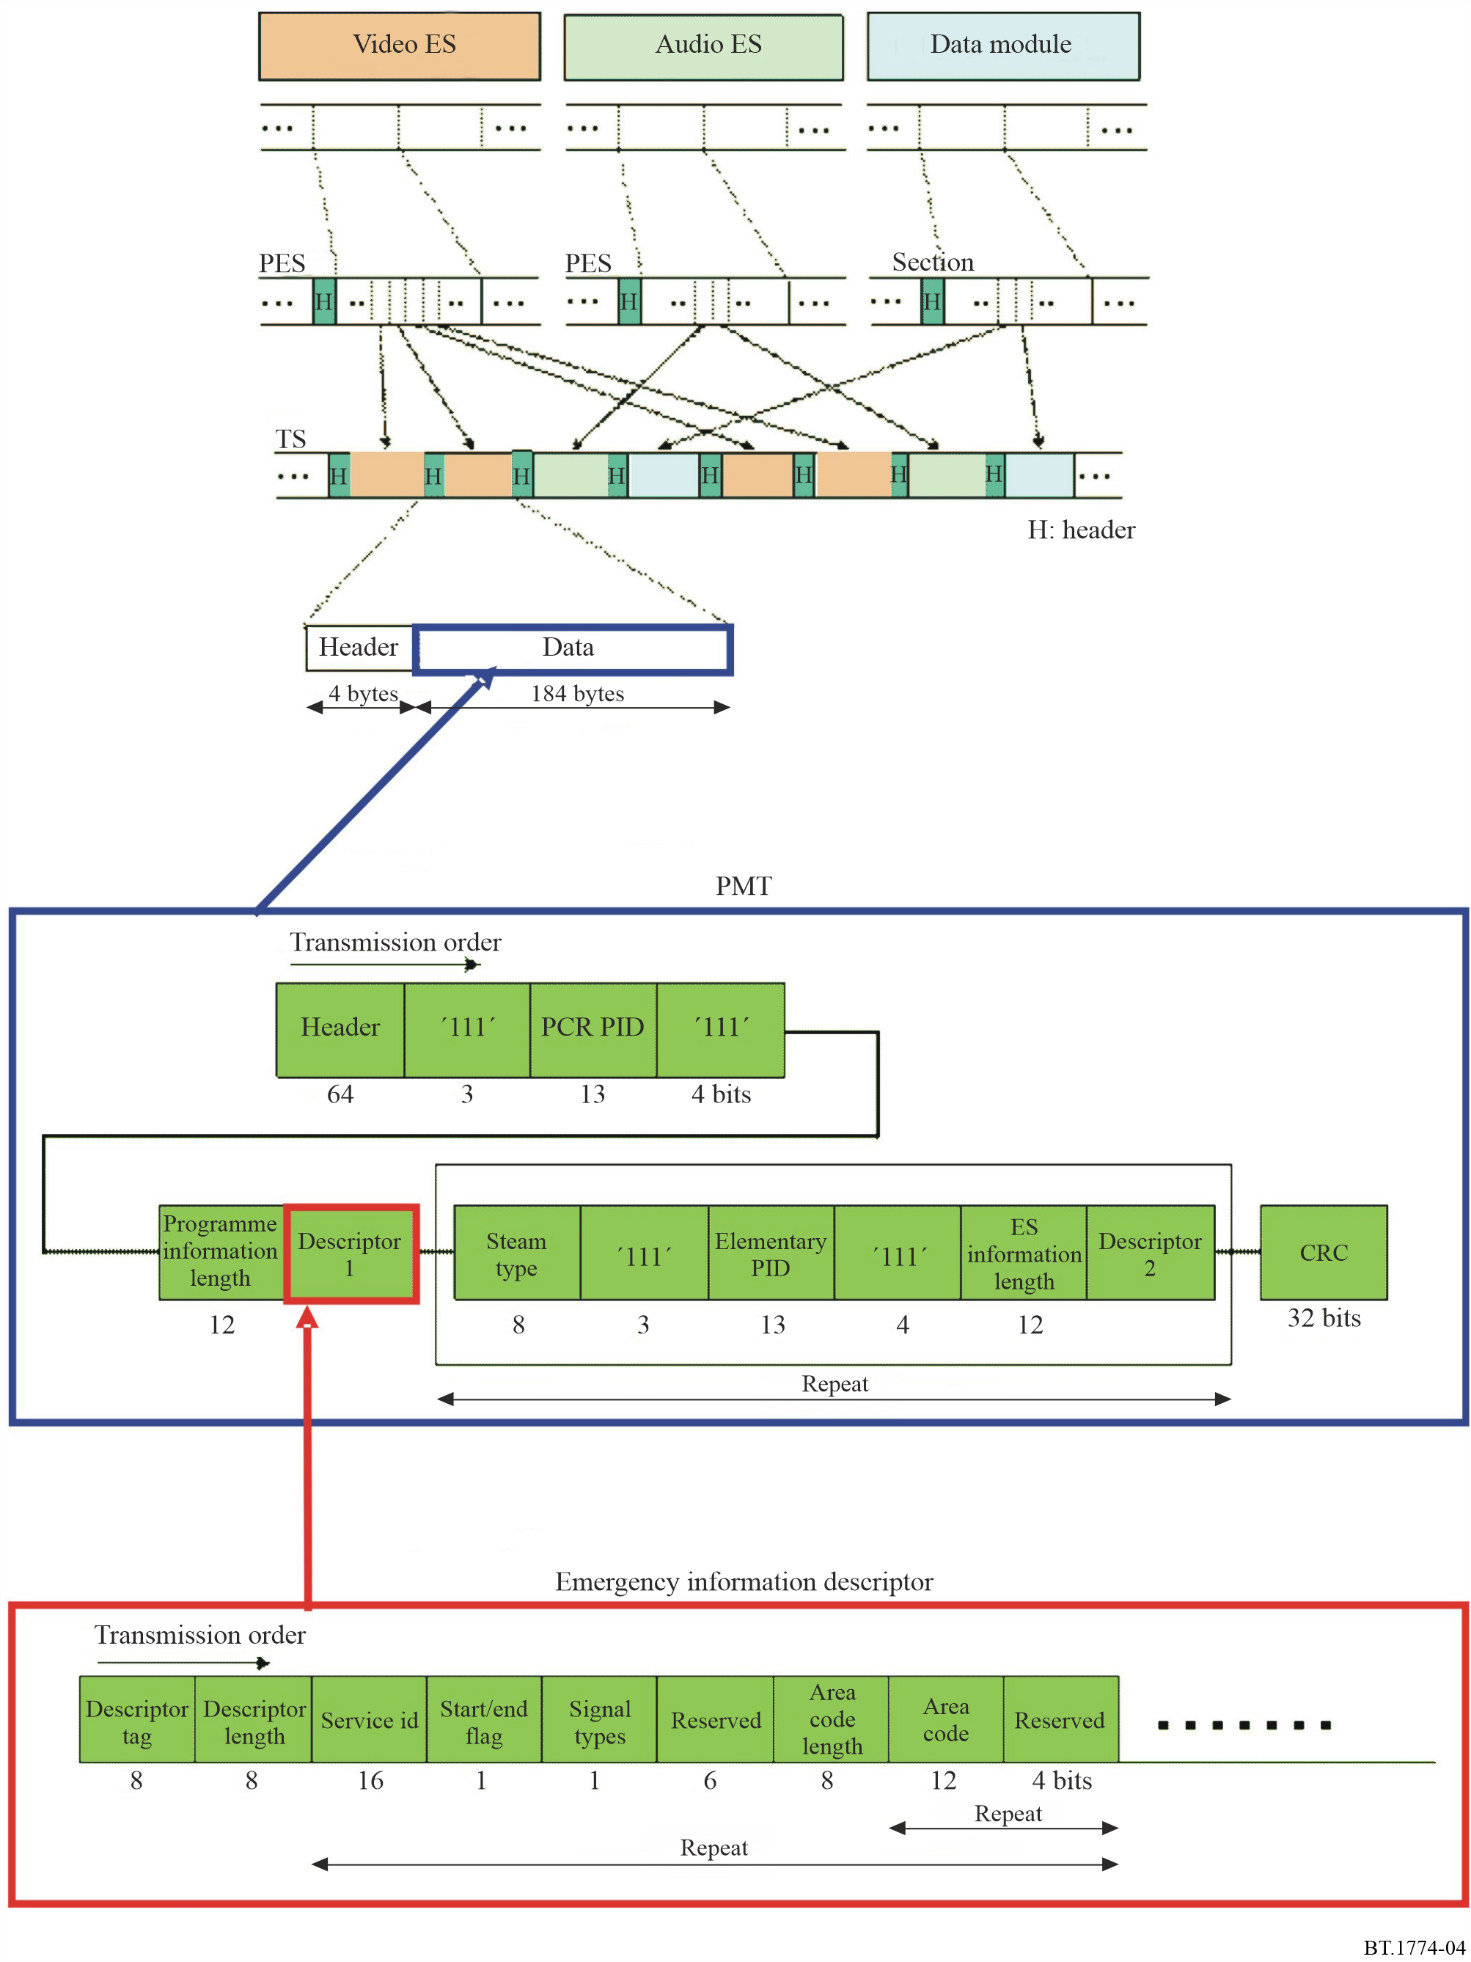 Video ES
Audio ES
Data module
PES
PES
Section
H
H
H
TS
H
H
H
H
H
H
H
H
H: header
Header
Data
4 bytes
184 bytes
PMT
Transmission order
Header
´111´
PCR PID
´111´
64
3
13
4 bits
Programme
information
length
Descriptor
1
Steam
type
´111´
Elementary
PID
´111´
ES
information
length
Descriptor
2
CRC
12
8
3
13
4
12
32 bits
Repeat
Emergency information descriptor
Transmission order
Descriptor
tag
Descriptor
length
Service id
Start/end
flag
Signal
types
Reserved
Area
code
length
Area
code
Reserved
8
8
16
1
1
6
8
12
4 bits
Repeat
Repeat
BT.1774-04